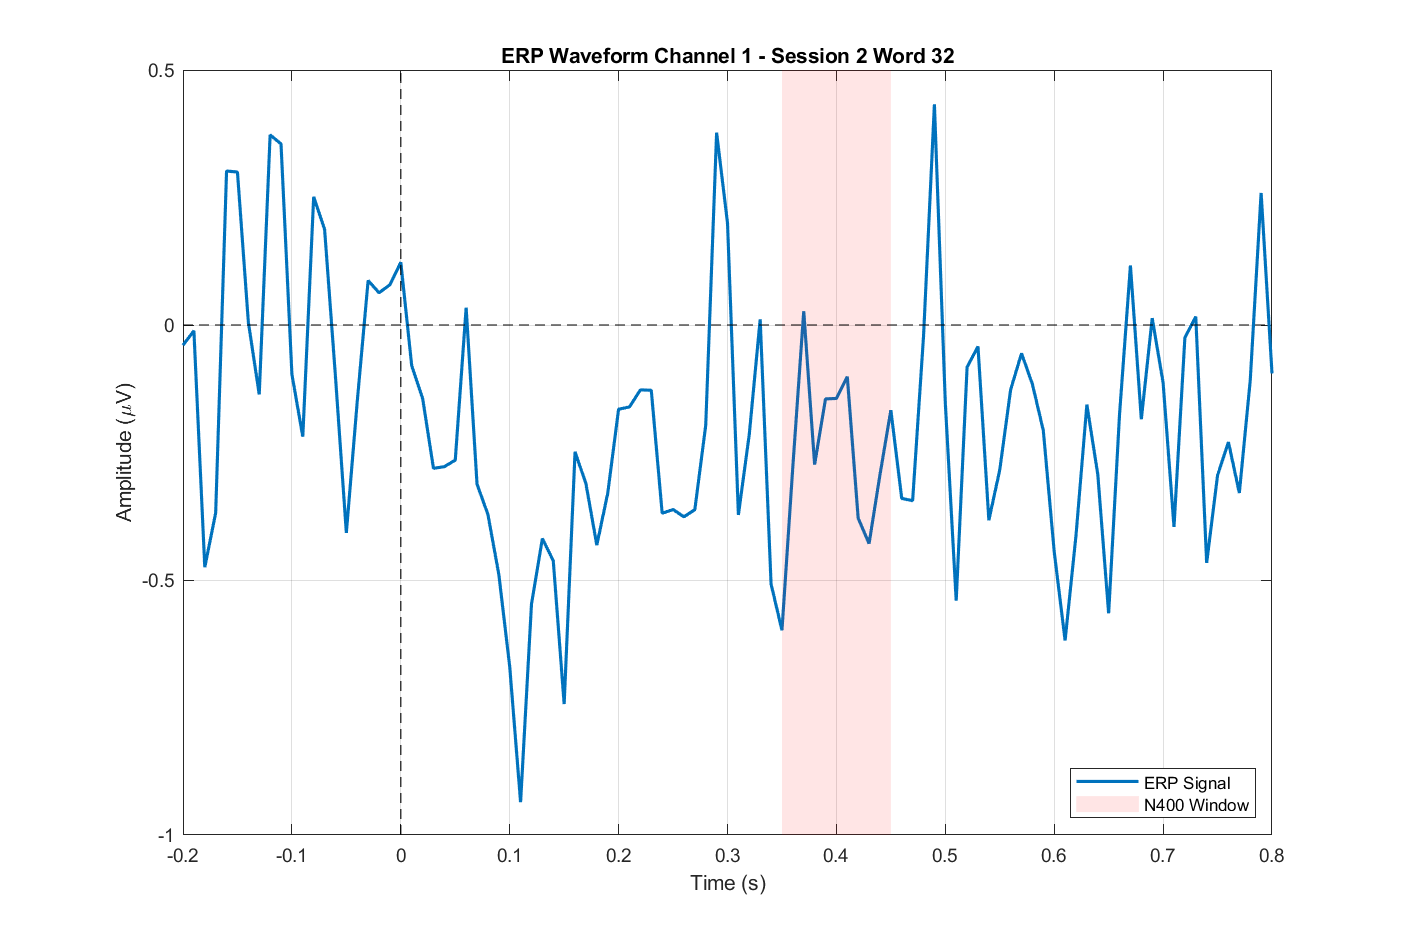 ERP Waveform Channel 1 - Session 2 Word 32
0.5
0
-0.5
-1
Amplitude (μV)
-0.2 -0.1 0 0.1 0.2 0.3 0.4 0.5 0.6 0.7 0.8
Time (s)
ERP Signal
N400 Window